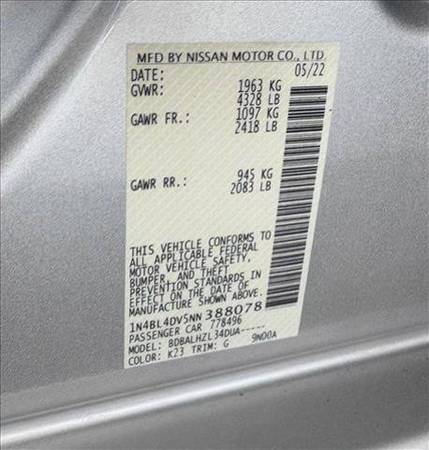 MFD BY NISSAN MOTOR CO., LTD
DATE: 05/22
GVWR: 1963 KG
4328 LB
GAWR FR.: 1097 KG
2418 LB
GAWR RR.: 945 KG
2083 LB
THIS VEHICLE CONFORMS TO
ALL APPLICABLE FEDERAL
MOTOR VEHICLE SAFETY,
BUMPER, AND THEFT
PREVENTION STANDARDS IN
EFFECT ON THE DATE OF
MANUFACTURE SHOWN ABOVE.
1N4BL4DV5NN 388078
PASSENGER CAR 778496
MODEL: BDBALHZL34DUA-----
COLOR: K23 TRIM: G 9N00A